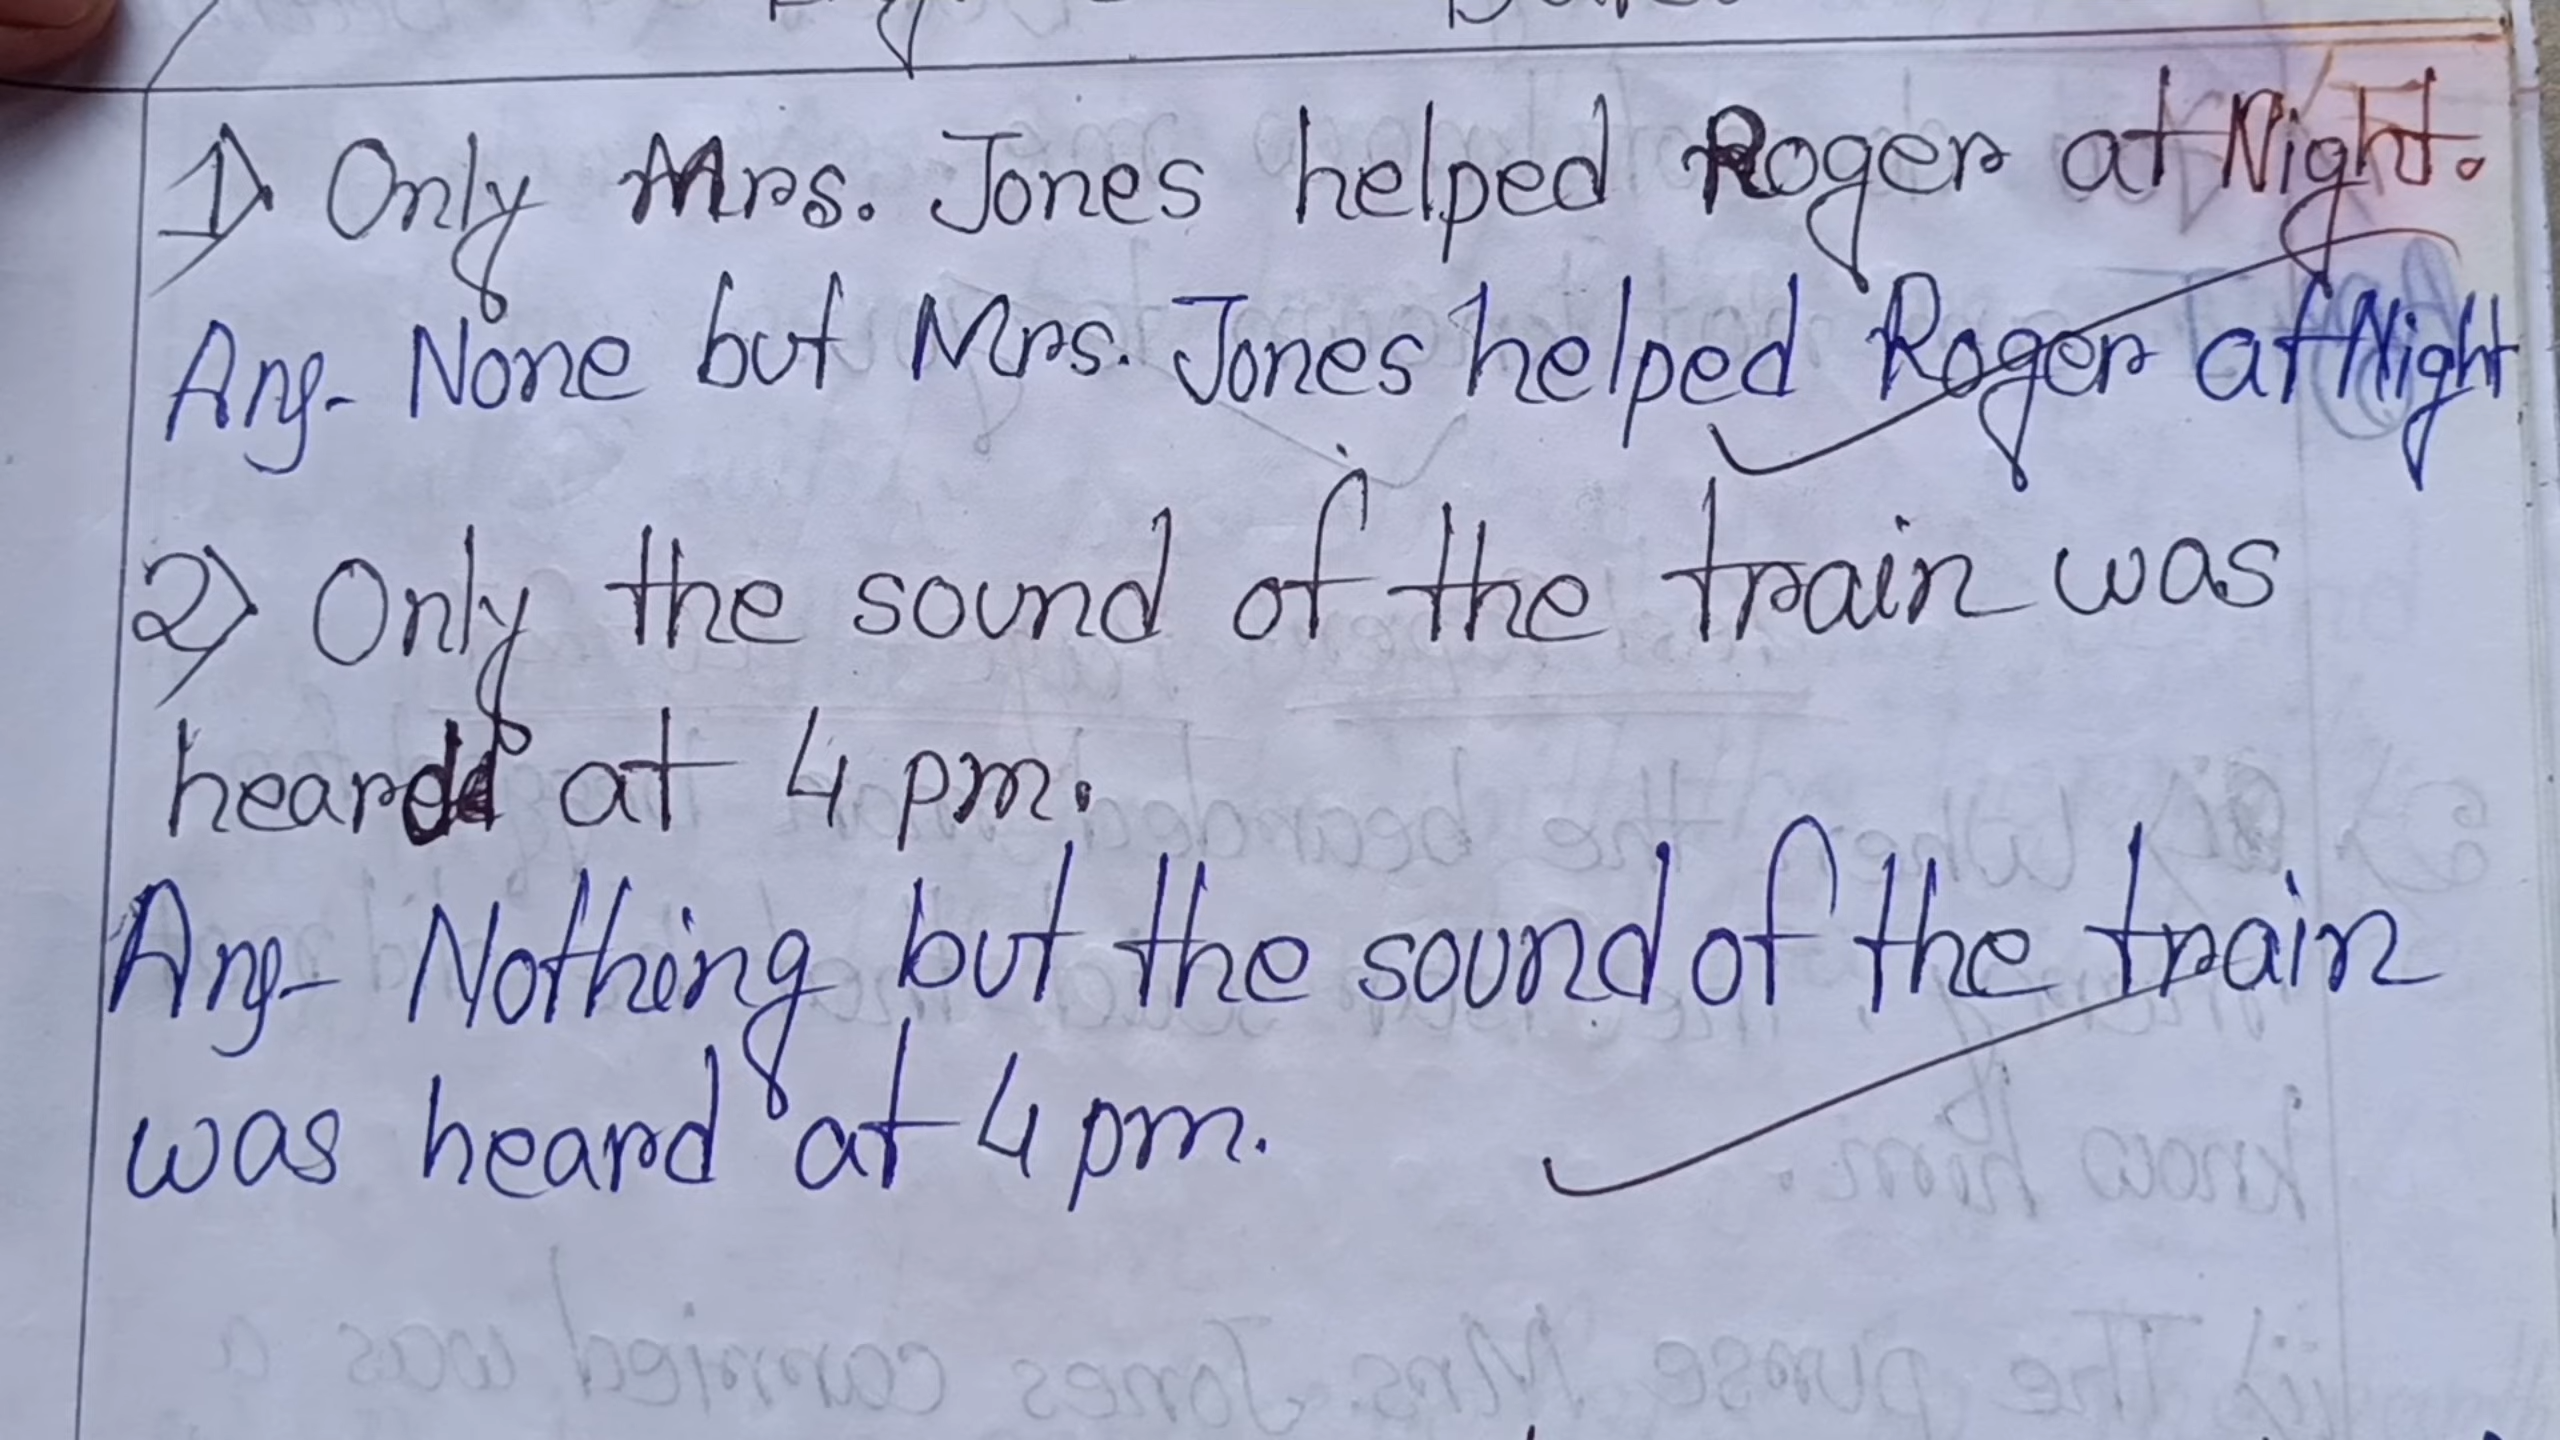 1) Only Mrs. Jones helped Roger at Night.
Ans- None but Mrs. Jones helped Roger at Night
2) Only the sound of the train was
heard at 4 pm.
Ans- Nothing but the sound of the train
was heard at 4 pm.